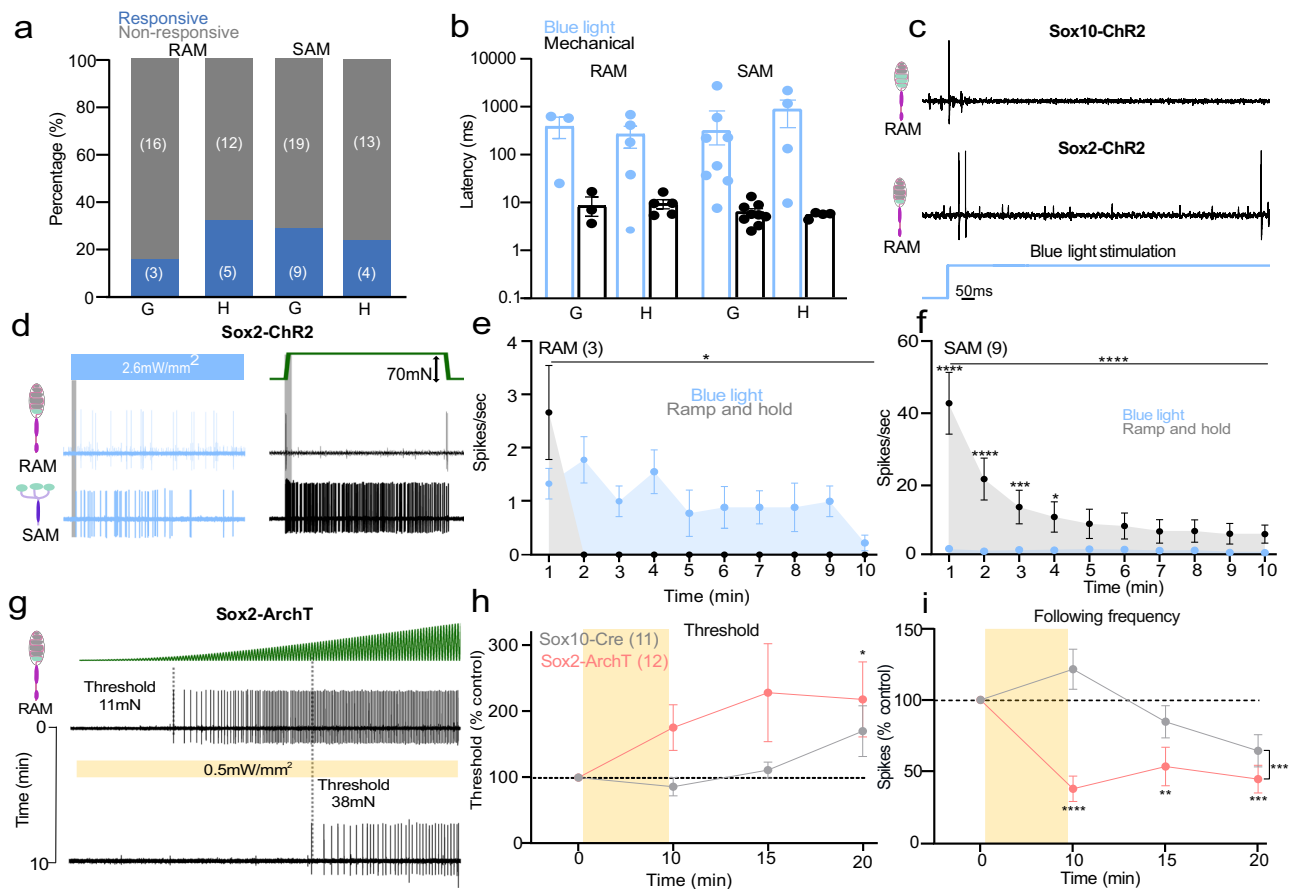 a
Responsive
Non-responsive
RAM
SAM
Percentage (%)
100
80
60
40
20
0
(16)
(12)
(19)
(13)
(3)
(5)
(9)
(4)
G
H
G
H
b
Blue light
Mechanical
RAM
SAM
Latency (ms)
10000
1000
100
10
1
0.1
G
H
G
H
c
Sox10-ChR2
RAM
Sox2-ChR2
RAM
Blue light stimulation
50ms
d
Sox2-ChR2
2.6mW/mm2
70mN
RAM
SAM
e
RAM (3)
*
Blue light
Ramp and hold
Spikes/sec
4
3
2
1
0
1 2 3 4 5 6 7 8 9 10
Time (min)
f
SAM (9)
****
****
****
***
*
Blue light
Ramp and hold
Spikes/sec
60
40
20
0
1 2 3 4 5 6 7 8 9 10
Time (min)
g
Sox2-ArchT
RAM
Threshold
11mN
0
0.5mW/mm2
Threshold
38mN
10
Time (min)
h
Threshold
Sox10-Cre (11)
Sox2-ArchT (12)
*
Threshold (% control)
300
200
100
0
0 10 15 20
Time (min)
i
Following frequency
Spikes (% control)
150
100
50
0
****
**
***
***
0 10 15 20
Time (min)